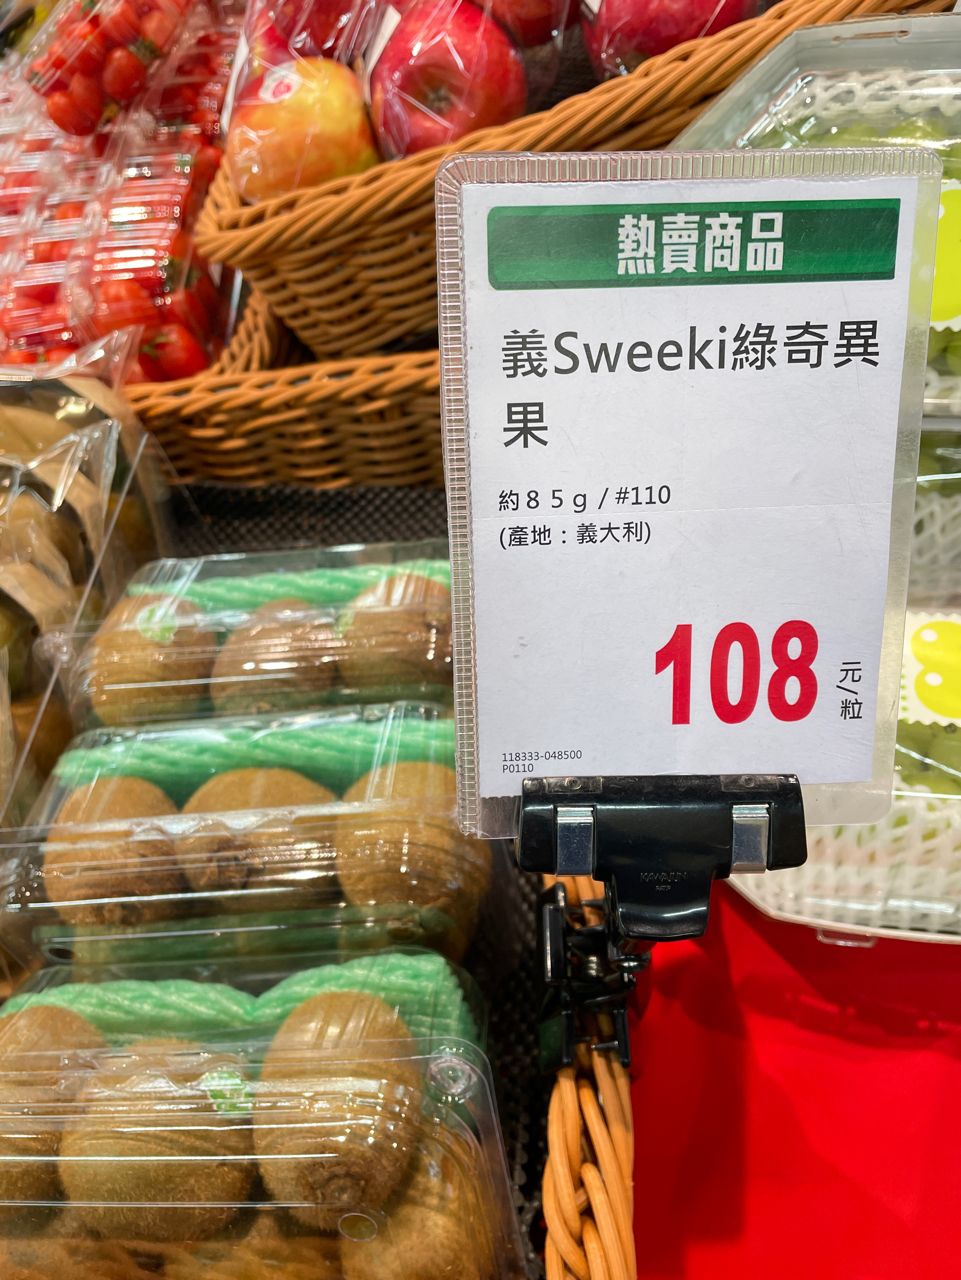 熱賣商品
義Sweeki綠奇異
果
約８５ｇ/#110
(產地：義大利)
108
元/粒
118333-048500
P0110